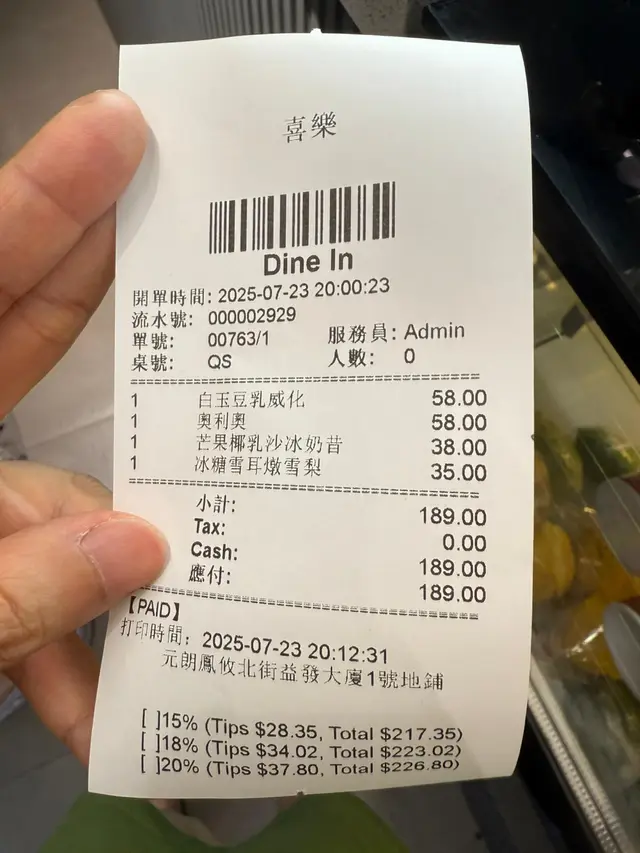 喜樂
Dine In
開單時間: 2025-07-23 20:00:23
流水號: 000002929
單號: 00763/1 服務員: Admin
桌號: QS 人數: 0
1 白玉豆乳威化 58.00
1 奧利奧 58.00
1 芒果椰乳沙冰奶昔 38.00
1 冰糖雪耳燉雪梨 35.00
小計: 189.00
Tax: 0.00
Cash: 189.00
應付: 189.00
【PAID】
打印時間: 2025-07-23 20:12:31
元朗鳳攸北街益發大廈1號地鋪
[ ]15% (Tips $28.35, Total $217.35)
[ ]18% (Tips $34.02, Total $223.02)
[ ]20% (Tips $37.80, Total $226.80)